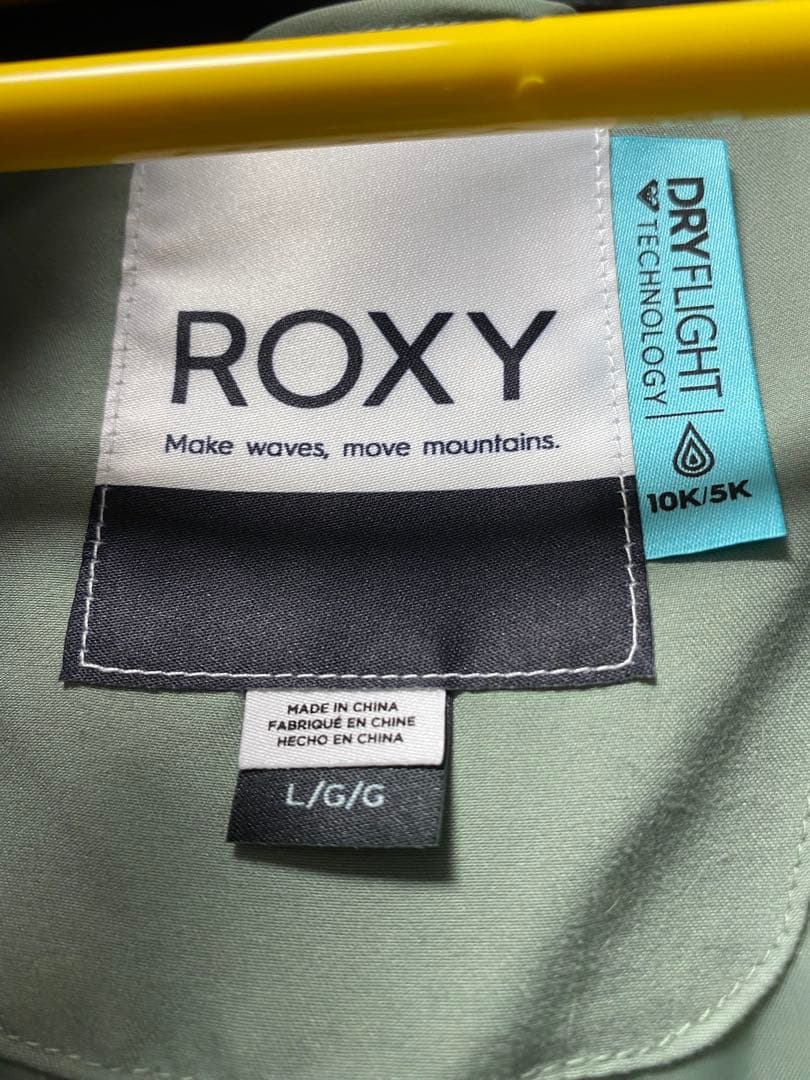 ROXY
Make waves, move mountains.
DRYFLIGHT
TECHNOLOGY
10K/5K
MADE IN CHINA
FABRIQUÉ EN CHINE
HECHO EN CHINA
L/G/G